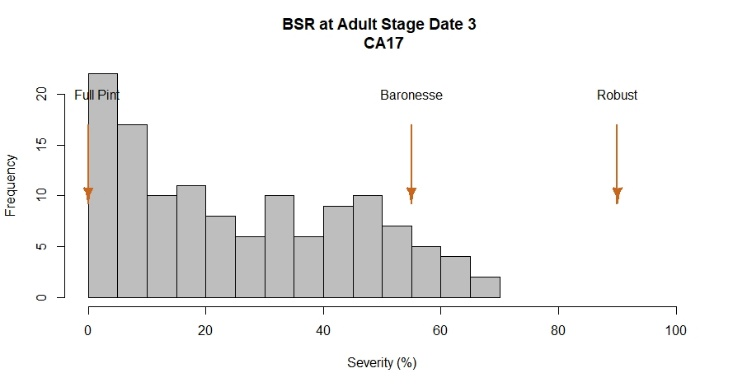 BSR at Adult Stage Date 3
CA17
Full Pint
Baronesse
Robust
20
15
10
5
0
Frequency
0 20 40 60 80 100
Severity (%)